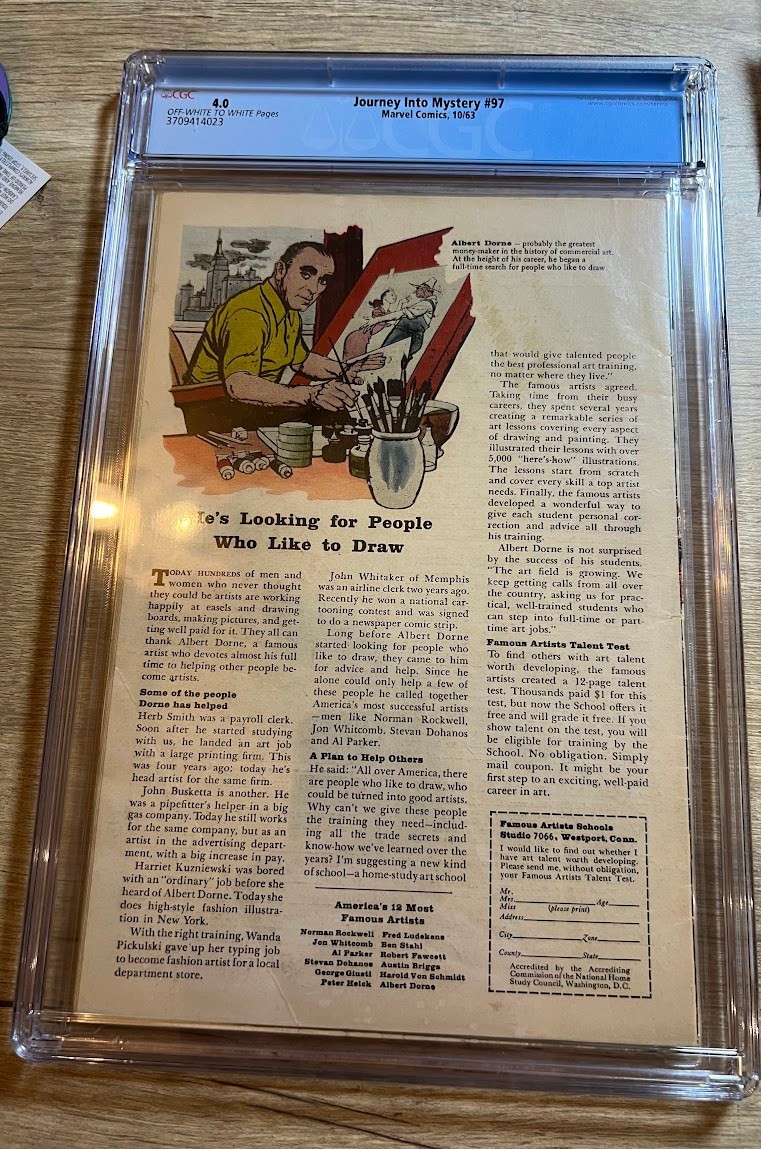 CGC
4.0
OFF-WHITE TO WHITE Pages
3709414023
Journey Into Mystery #97
Marvel Comics, 10/63
CGC
Albert Dorne — probably the greatest
money-maker in the history of commercial art.
At the height of his career, he began a
full-time search for people who like to draw
He's Looking for People
Who Like to Draw
TODAY HUNDREDS of men and
women who never thought
they could be artists are working
happily at easels and drawing
boards, making pictures, and get-
ting well paid for it. They all can
thank Albert Dorne, a famous
artist who devotes almost his full
time to helping other people be-
come artists.
Some of the people
Dorne has helped
Herb Smith was a payroll clerk.
Soon after he started studying
with us, he landed an art job
with a large printing firm. This
was four years ago: today he's
head artist for the same firm.
John Busketta is another. He
was a pipefitter's helper in a big
gas company. Today he still works
for the same company, but as an
artist in the advertising depart-
ment, with a big increase in pay.
Harriet Kuzniewski was bored
with an "ordinary" job before she
heard of Albert Dorne. Today she
does high-style fashion illustra-
tion in New York.
With the right training, Wanda
Pickulski gave up her typing job
to become fashion artist for a local
department store.
John Whitaker of Memphis
was an airline clerk two years ago.
Recently he won a national car-
tooning contest and was signed
to do a newspaper comic strip.
Long before Albert Dorne
started looking for people who
like to draw, they came to him
for advice and help. Since he
alone could only help a few of
these people he called together
America's most successful artists
—men like Norman Rockwell,
Jon Whitcomb. Stevan Dohanos
and Al Parker.
A Plan to Help Others
He said: "All over America, there
are people who like to draw, who
could be turned into good artists.
Why can't we give these people
the training they need—includ-
ing all the trade secrets and
know-how we've learned over the
years? I'm suggesting a new kind
of school—a home-study art school
America's 12 Most
Famous Artists
Norman Rockwell Fred Ludekens
Jon Whitcomb Ben Stahl
Al Parker Robert Fawcett
Stevan Dohanos Austin Briggs
George Giusti Harold Von Schmidt
Peter Helck Albert Dorne
that would give talented people
the best professional art training,
no matter where they live."
The famous artists agreed.
Taking time from their busy
careers, they spent several years
creating a remarkable series of
art lessons covering every aspect
of drawing and painting. They
illustrated their lessons with over
5,000 "here's-how" illustrations.
The lessons start from scratch
and cover every skill a top artist
needs. Finally, the famous artists
developed a wonderful way to
give each student personal cor-
rection and advice all through
his training.
Albert Dorne is not surprised
by the success of his students.
"The art field is growing. We
keep getting calls from all over
the country, asking us for prac-
tical, well-trained students who
can step into full-time or part-
time art jobs."
Famous Artists Talent Test
To find others with art talent
worth developing, the famous
artists created a 12-page talent
test. Thousands paid $1 for this
test, but now the School offers it
free and will grade it free. If you
show talent on the test, you will
be eligible for training by the
School. No obligation. Simply
mail coupon. It might be your
first step to an exciting, well-paid
career in art.
Famous Artists Schools
Studio 7066, Westport, Conn.
I would like to find out whether I
have art talent worth developing.
Please send me, without obligation,
your Famous Artists Talent Test.
Mr.
Mrs. Age
Miss (please print)
Address
City Zone
County State
Accredited by the Accrediting
Commission of the National Home
Study Council, Washington, D.C.